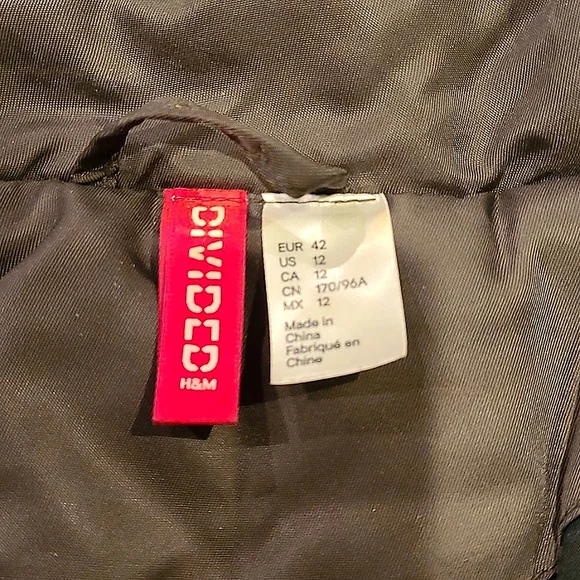 DIVIDED
H&M
EUR 42
US 12
CA 12
CN 170/96A
MX 12
Made in
China
Fabriqué en
Chine